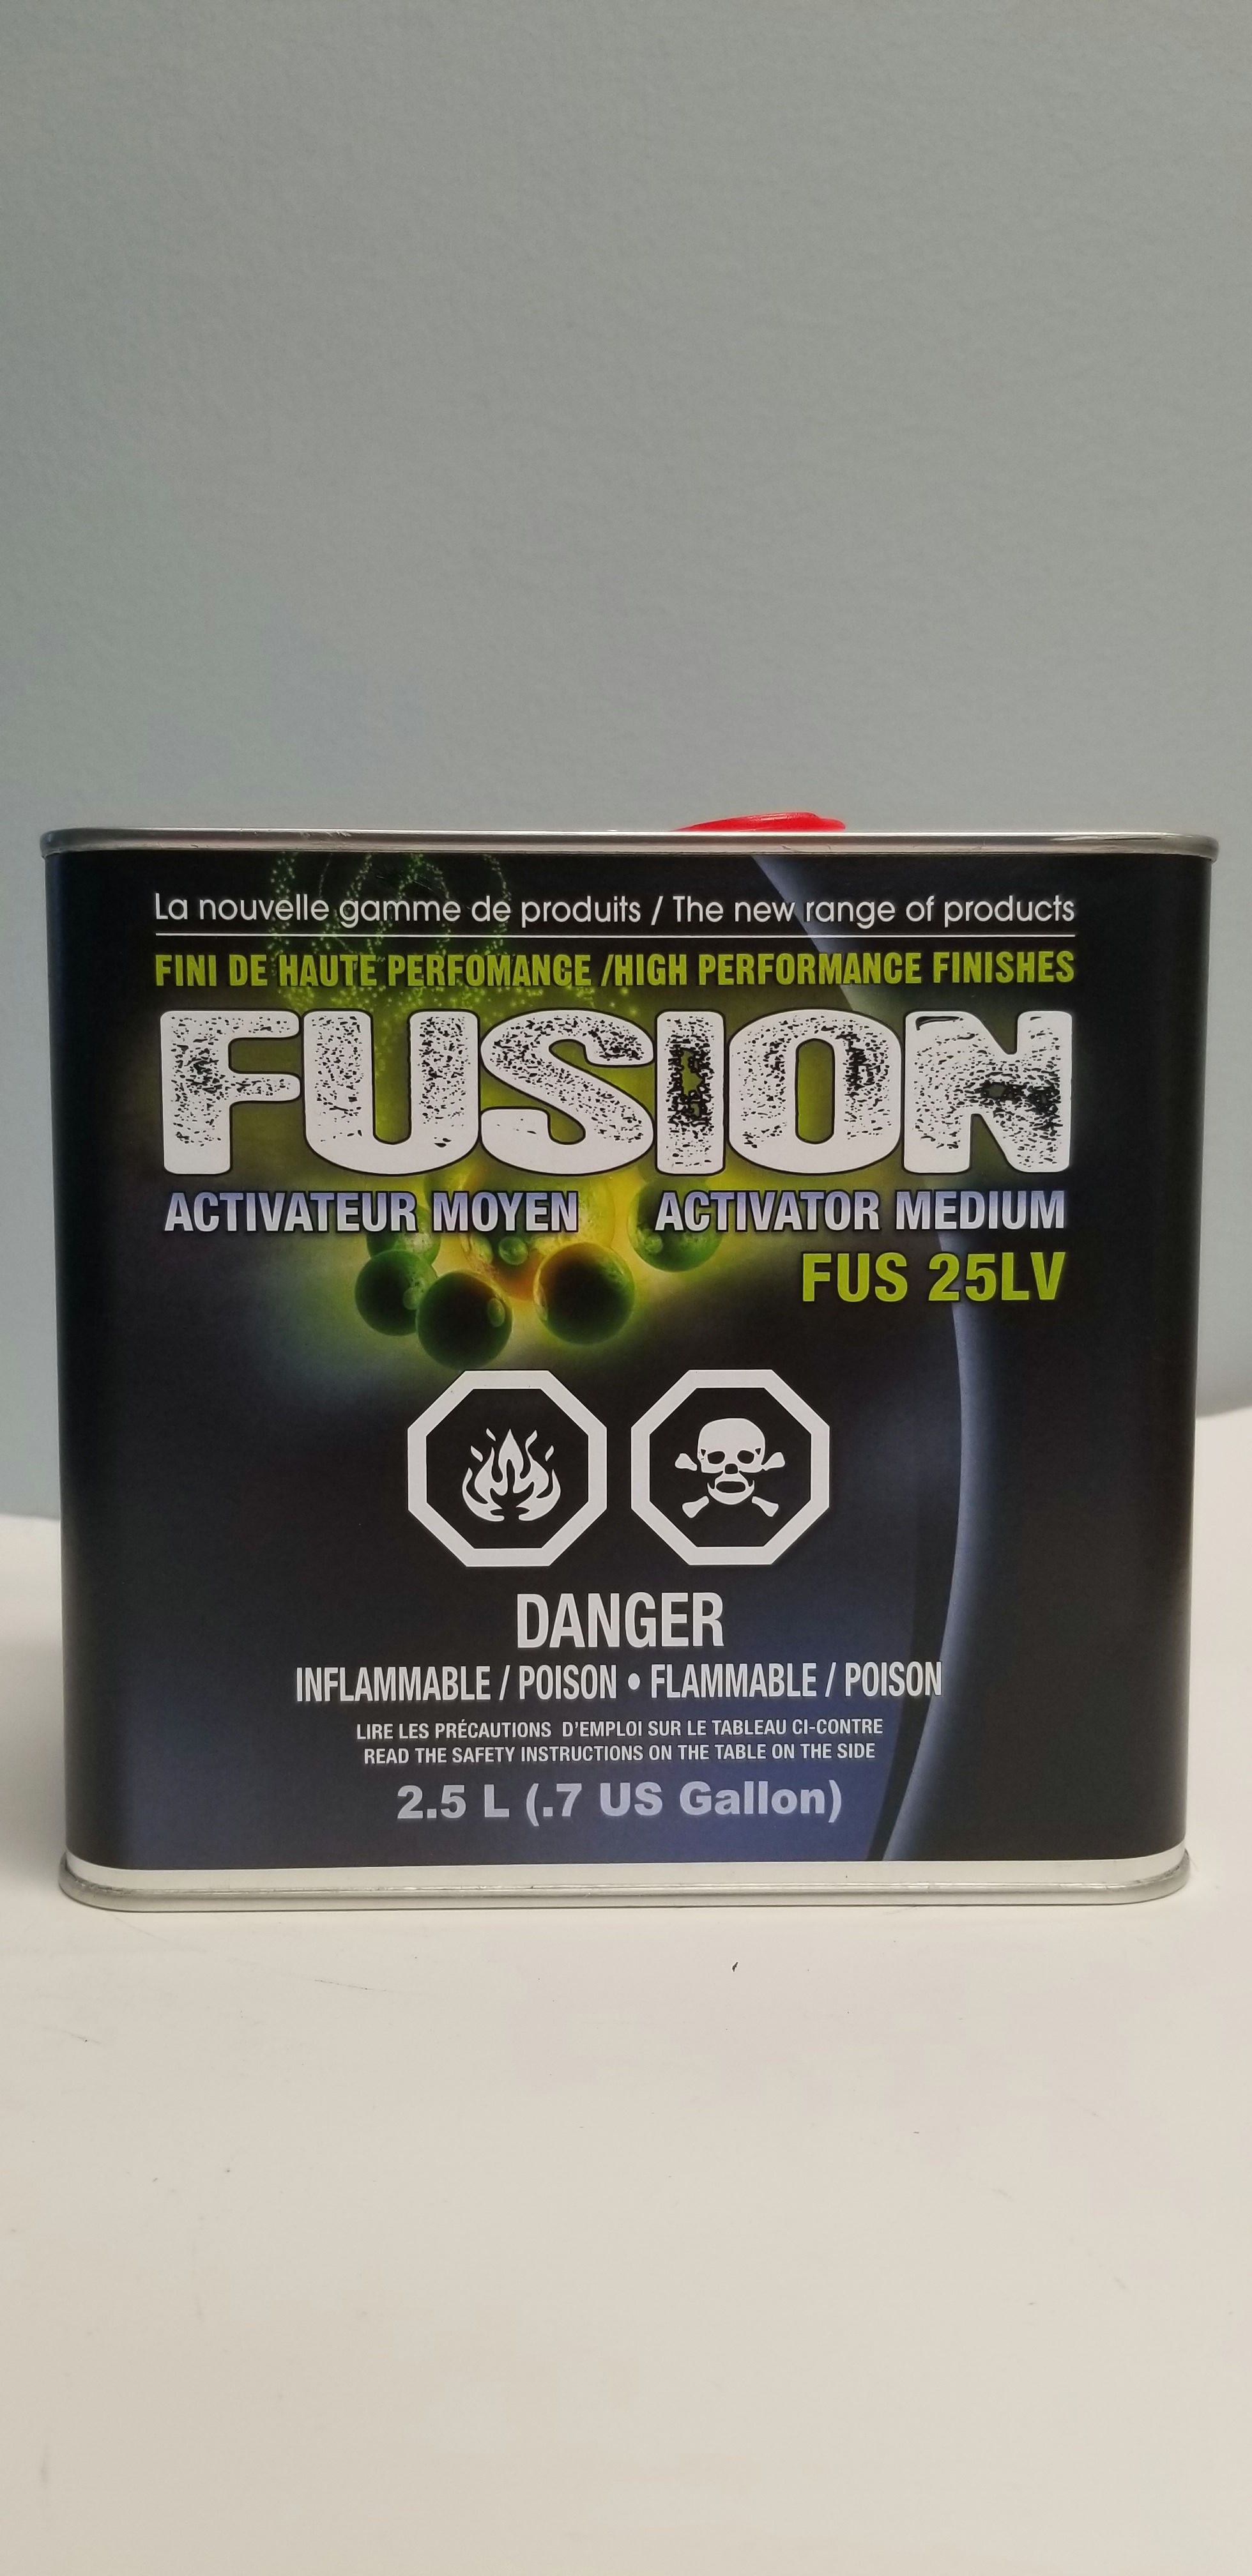 La nouvelle gamme de produits / The new range of products
FINI DE HAUTE PERFOMANCE /HIGH PERFORMANCE FINISHES
FUSION
ACTIVATEUR MOYEN ACTIVATOR MEDIUM
FUS 25LV
DANGER
INFLAMMABLE / POISON • FLAMMABLE / POISON
LIRE LES PRÉCAUTIONS D'EMPLOI SUR LE TABLEAU CI-CONTRE
READ THE SAFETY INSTRUCTIONS ON THE TABLE ON THE SIDE
2.5 L (.7 US Gallon)